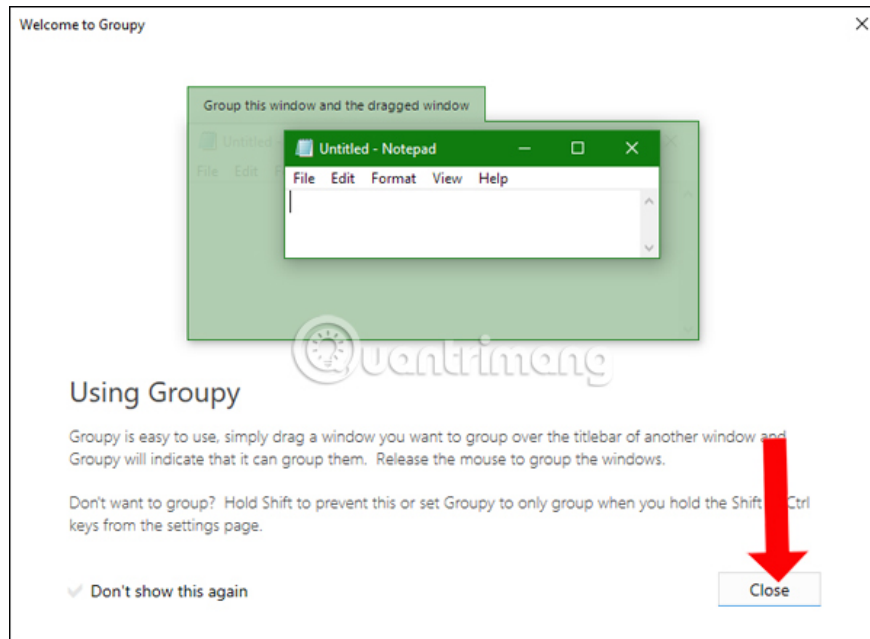 Welcome to Groupy
Group this window and the dragged window
Untitled
Untitled - Notepad
File Edit
File Edit Format View Help
Quantrimang
Using Groupy
Groupy is easy to use, simply drag a window you want to group over the titlebar of another window and
Groupy will indicate that it can group them. Release the mouse to group the windows.
Don't want to group? Hold Shift to prevent this or set Groupy to only group when you hold the Shift Ctrl
keys from the settings page.
Don't show this again
Close